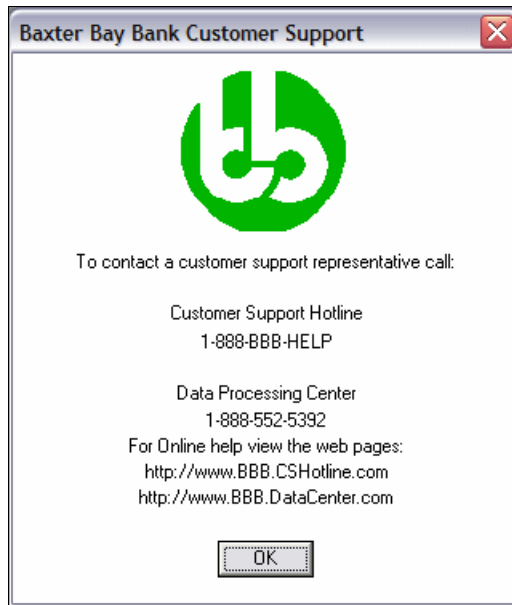 Baxter Bay Bank Customer Support
To contact a customer support representative call:
Customer Support Hotline
1-888-BBB-HELP
Data Processing Center
1-888-552-5392
For Online help view the web pages:
http://www.BBB.CSHotline.com
http://www.BBB.DataCenter.com
OK